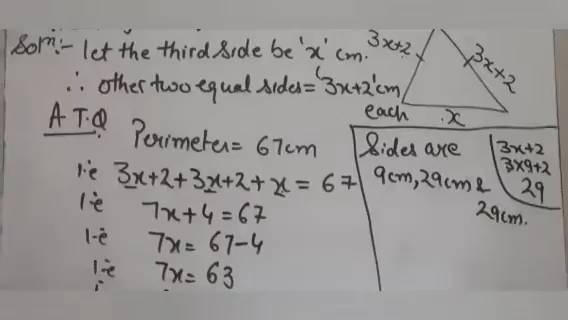 Soln:- let the third side be 'x' cm.
∴ other two equal sides= '3x+2' cm
each
3x+2
3x+2
x
A T.Q
Perimeter= 67cm
i.e 3x+2+3x+2+x = 67
i.e 7x+4=67
i.e 7x= 67-4
i.e 7x= 63
Sides are
9cm, 29cm &
29cm.
3x+2
3x9+2
29